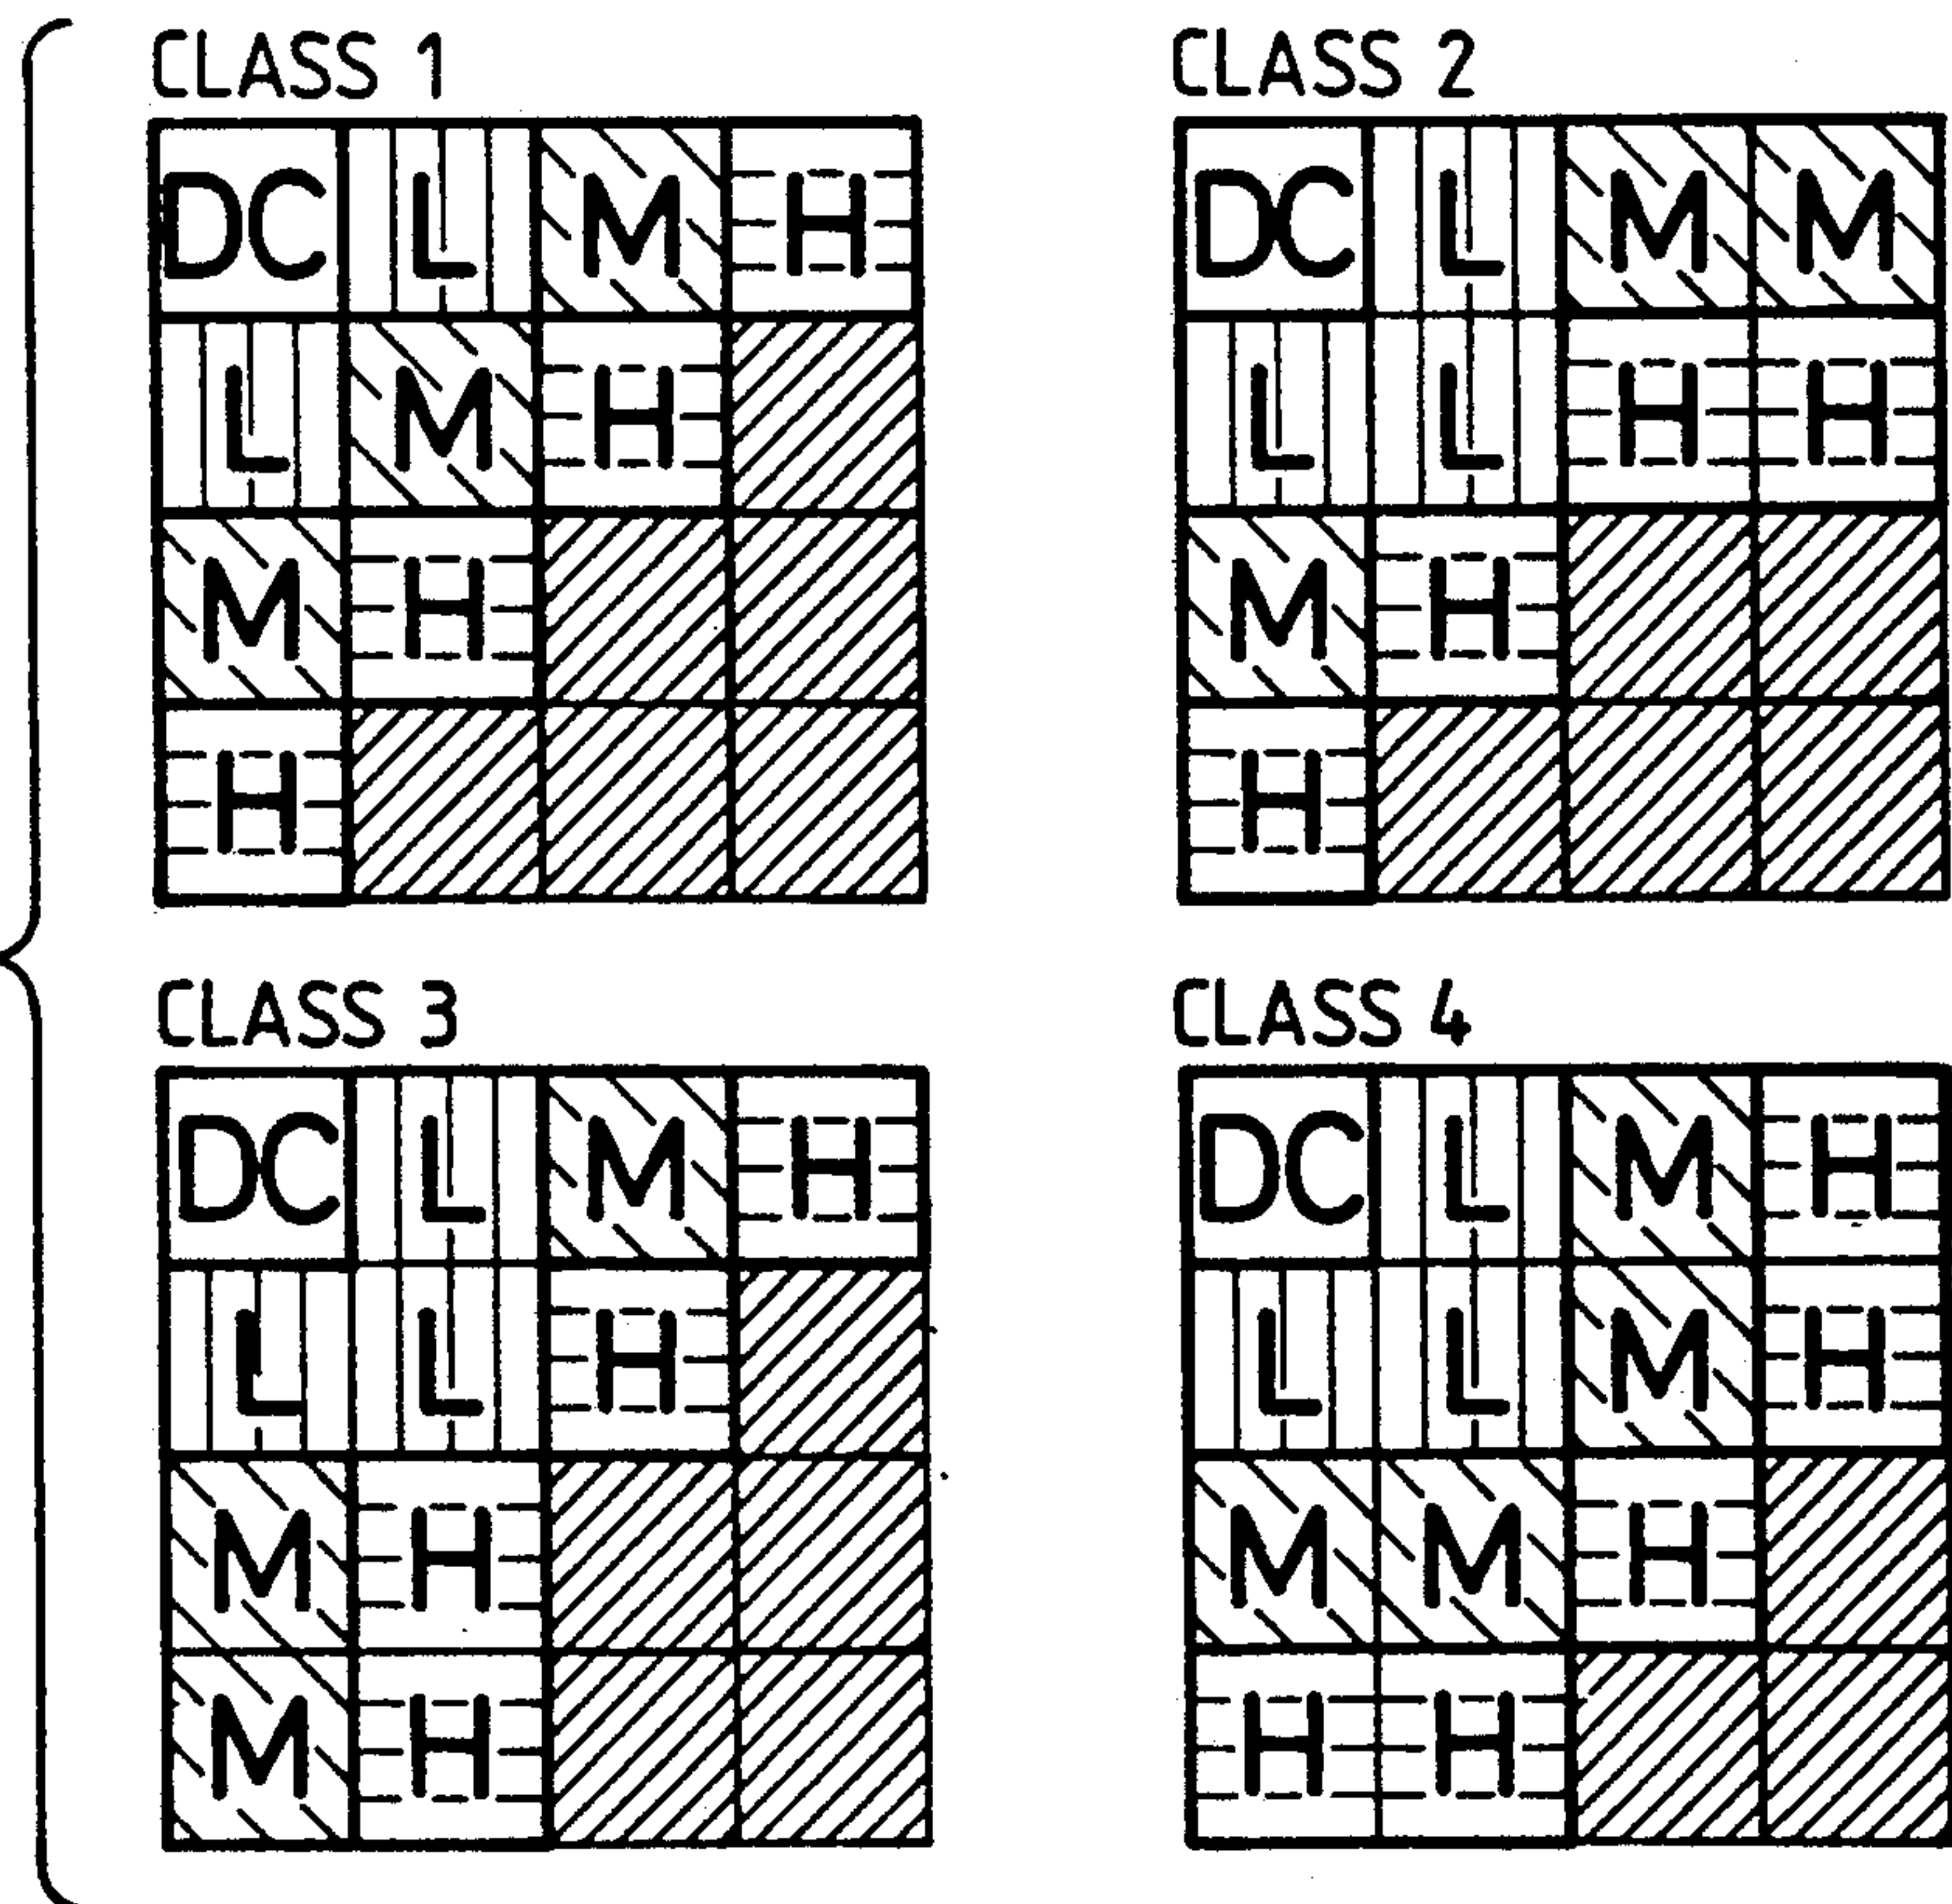 CLASS 1
DC L M H
L M H
M H
H
CLASS 2
DC L M M
L L H H
M H
H
CLASS 3
DC L M H
L L H
M H
M H
CLASS 4
DC L M H
L L M H
M M H
H H